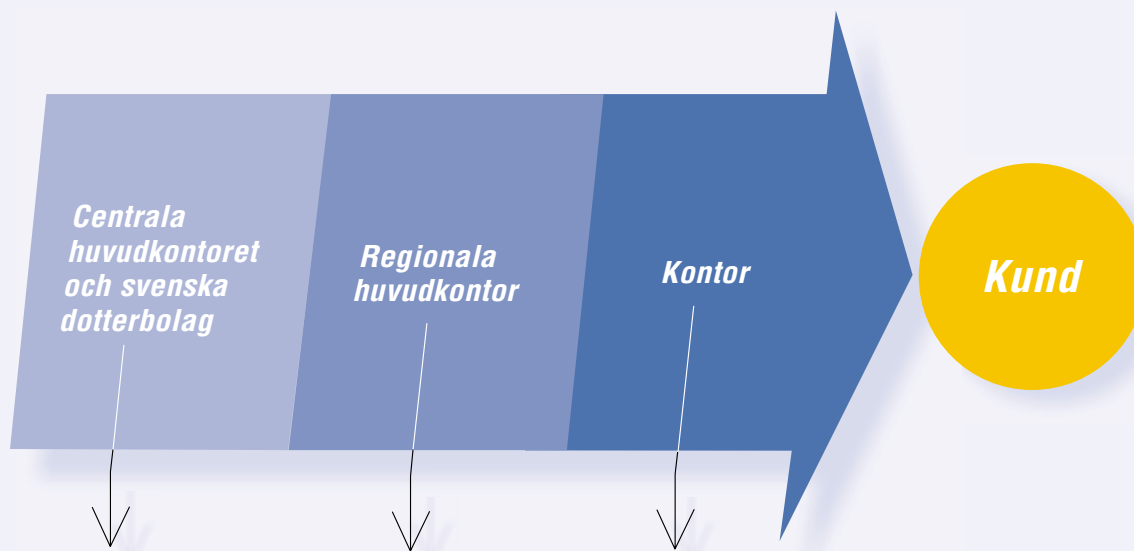 Centrala
huvudkontoret
och svenska
dotterbolag
Regionala
huvudkontor
Kontor
Kund